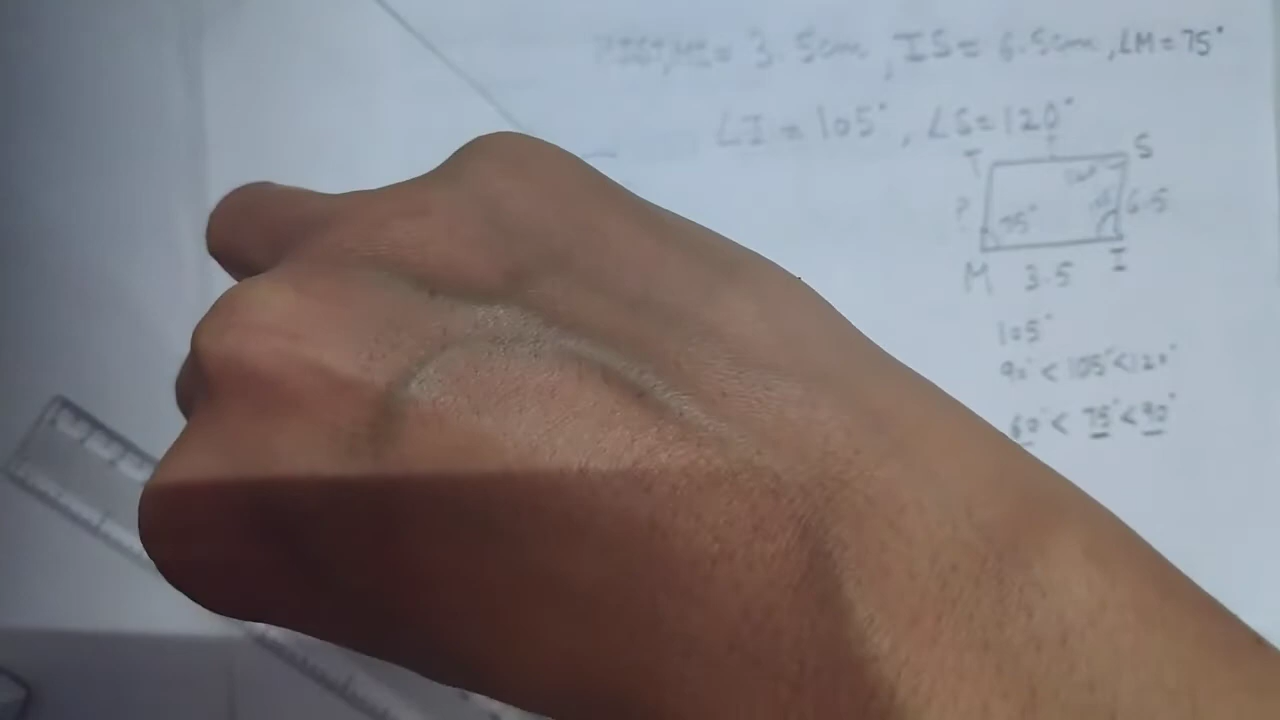 = 3.5cm, IS = 6.5cm, ∠M = 75°
∠I = 105°, ∠S = 120°
T S
? 75° 6.5
M 3.5 I
105°
90° < 105° < 120°
60° < 75° < 90°